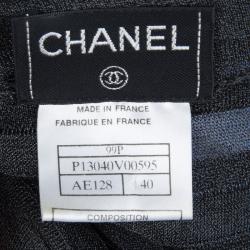 CHANEL
MADE IN FRANCE
FABRIQUE EN FRANCE
99P
P13040V00595
AE128 40
COMPOSITION